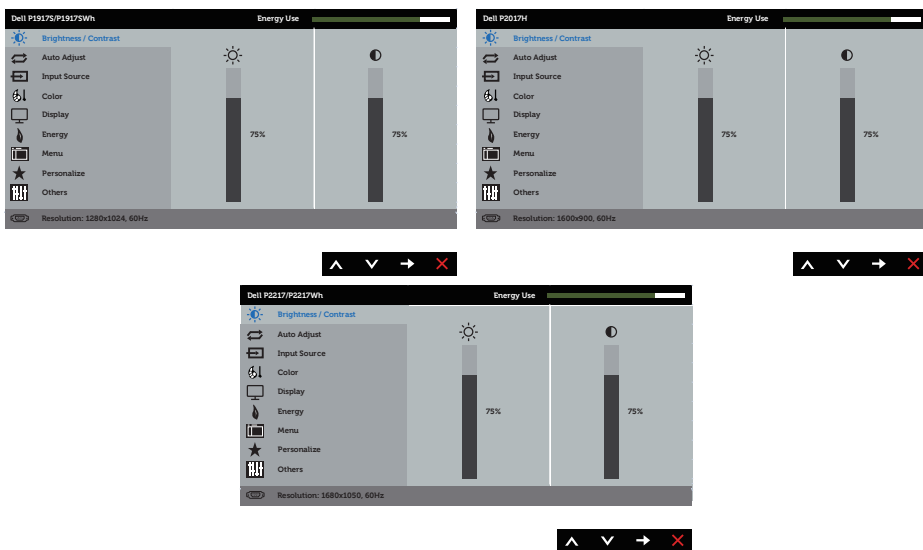 Dell P1917S/P1917SWh Energy Use
Brightness / Contrast
Auto Adjust
Input Source
Color
Display
Energy 75% 75%
Menu
Personalize
Others
Resolution: 1280x1024, 60Hz
Dell P2017H Energy Use
Brightness / Contrast
Auto Adjust
Input Source
Color
Display
Energy 75% 75%
Menu
Personalize
Others
Resolution: 1600x900, 60Hz
Dell P2217/P2217Wh Energy Use
Brightness / Contrast
Auto Adjust
Input Source
Color
Display
Energy 75% 75%
Menu
Personalize
Others
Resolution: 1680x1050, 60Hz